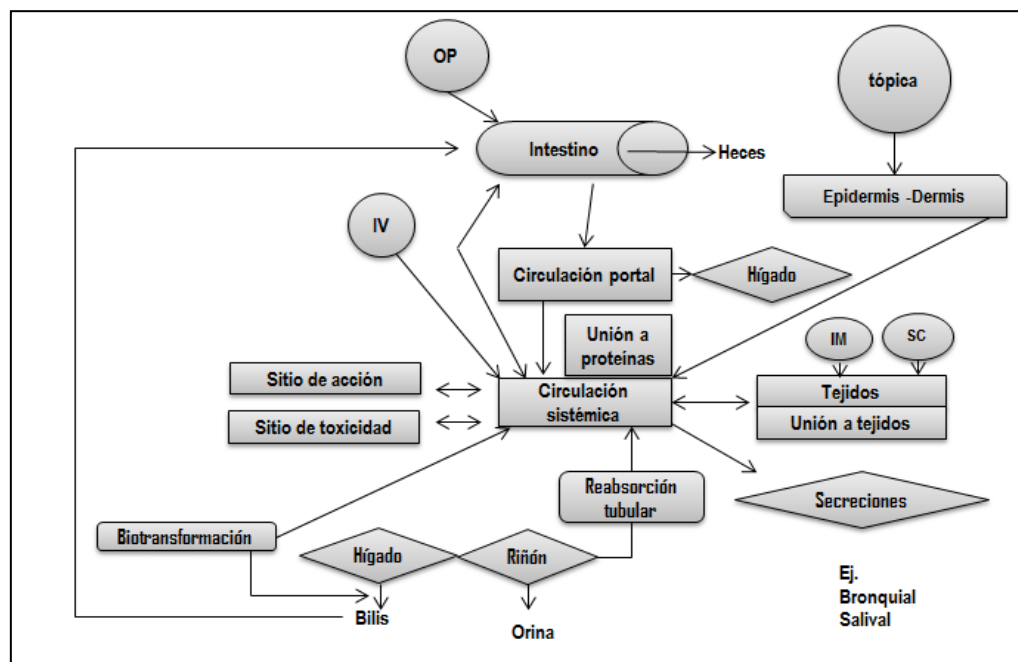 OP
tópica
Intestino
Heces
Epidermis -Dermis
IV
Circulación portal
Hígado
Unión a
proteínas
IM
SC
Sitio de acción
Circulación
sistémica
Tejidos
Sitio de toxicidad
Unión a tejidos
Reabsorción
tubular
Secreciones
Biotransformación
Hígado
Riñón
Bilis
Orina
Ej.
Bronquial
Salival